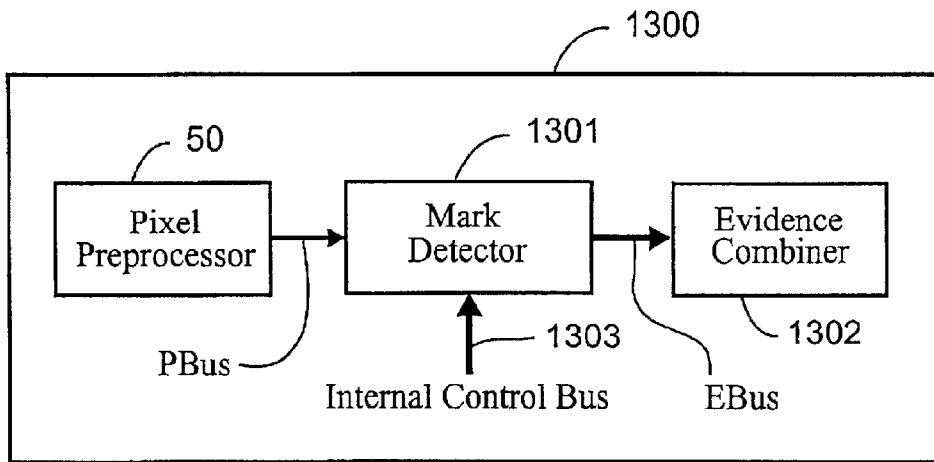 1300
50
1301
Pixel
Preprocessor
Mark
Detector
Evidence
Combiner
1303
1302
PBus
Internal Control Bus
EBus